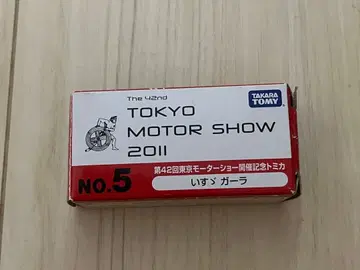 The 42nd
TOKYO
MOTOR SHOW
2011
TAKARA
TOMY
NO.5
第42回東京モーターショー開催記念トミカ
いすゞ ガーラ